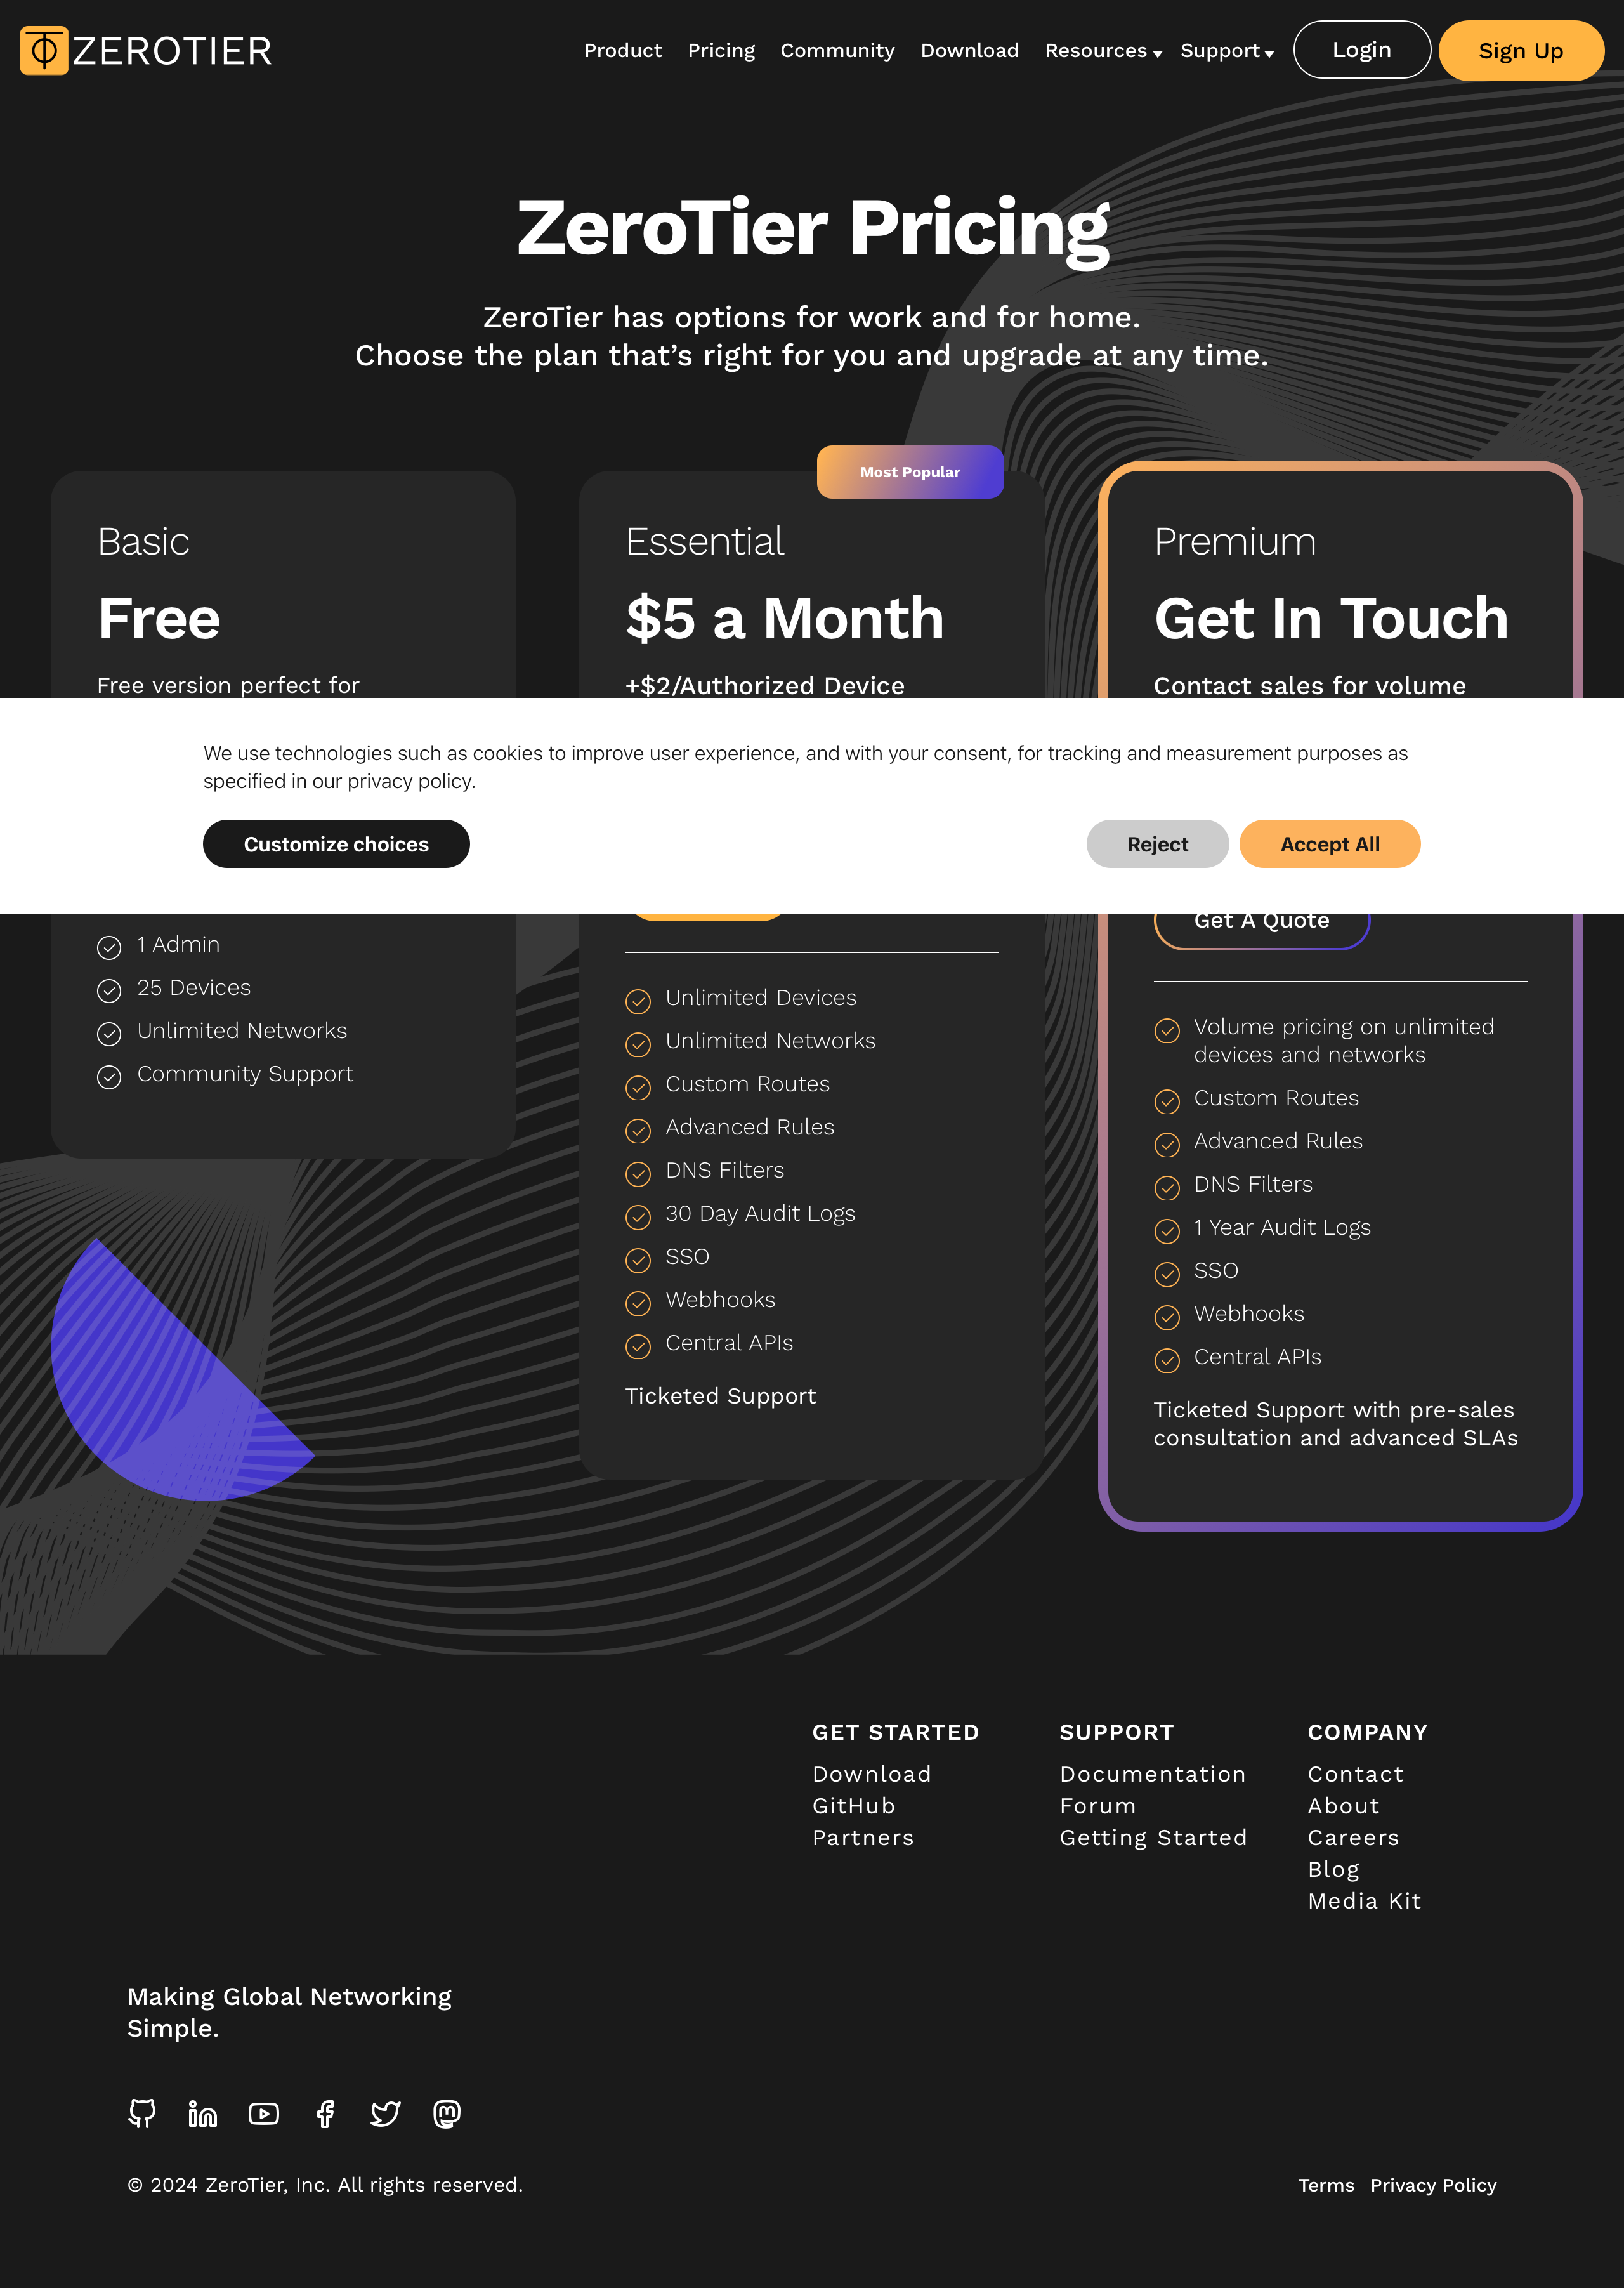 ZEROTIER
Product Pricing Community Download Resources Support Login Sign Up
ZeroTier Pricing
ZeroTier has options for work and for home.
Choose the plan that’s right for you and upgrade at any time.
Most Popular
Basic
Free
Free version perfect for
Essential
$5 a Month
+$2/Authorized Device
Premium
Get In Touch
Contact sales for volume
We use technologies such as cookies to improve user experience, and with your consent, for tracking and measurement purposes as
specified in our privacy policy.
Customize choices
Reject
Accept All
1 Admin
25 Devices
Unlimited Networks
Community Support
Unlimited Devices
Unlimited Networks
Custom Routes
Advanced Rules
DNS Filters
30 Day Audit Logs
SSO
Webhooks
Central APIs
Ticketed Support
Get A Quote
Volume pricing on unlimited
devices and networks
Custom Routes
Advanced Rules
DNS Filters
1 Year Audit Logs
SSO
Webhooks
Central APIs
Ticketed Support with pre-sales
consultation and advanced SLAs
GET STARTED
Download
GitHub
Partners
SUPPORT
Documentation
Forum
Getting Started
COMPANY
Contact
About
Careers
Blog
Media Kit
Making Global Networking
Simple.
© 2024 ZeroTier, Inc. All rights reserved.
Terms Privacy Policy